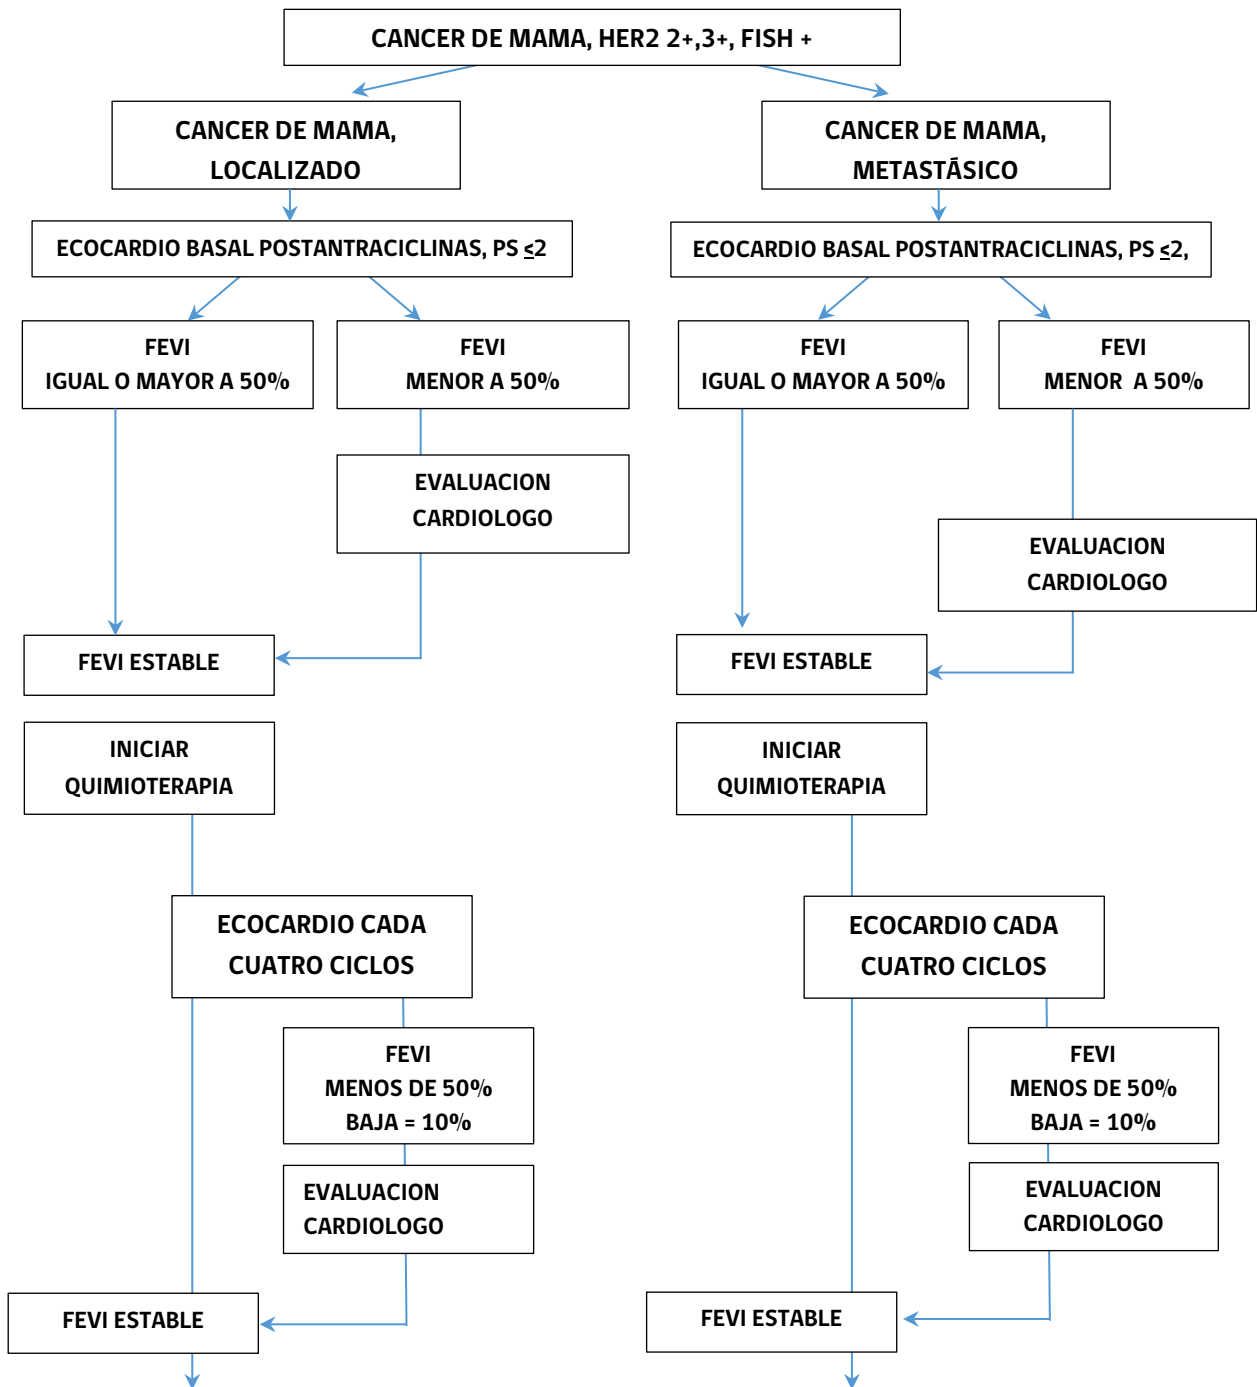 CANCER DE MAMA, HER2 2+,3+, FISH +
CANCER DE MAMA,
LOCALIZADO
CANCER DE MAMA,
METASTÁSICO
ECOCARDIO BASAL POSTANTRACICLINAS, PS ≤2
ECOCARDIO BASAL POSTANTRACICLINAS, PS ≤2,
FEVI
IGUAL O MAYOR A 50%
FEVI
MENOR A 50%
FEVI
IGUAL O MAYOR A 50%
FEVI
MENOR A 50%
EVALUACION
CARDIOLOGO
EVALUACION
CARDIOLOGO
FEVI ESTABLE
FEVI ESTABLE
INICIAR
QUIMIOTERAPIA
INICIAR
QUIMIOTERAPIA
ECOCARDIO CADA
CUATRO CICLOS
ECOCARDIO CADA
CUATRO CICLOS
FEVI
MENOS DE 50%
BAJA = 10%
FEVI
MENOS DE 50%
BAJA = 10%
EVALUACION
CARDIOLOGO
EVALUACION
CARDIOLOGO
FEVI ESTABLE
FEVI ESTABLE